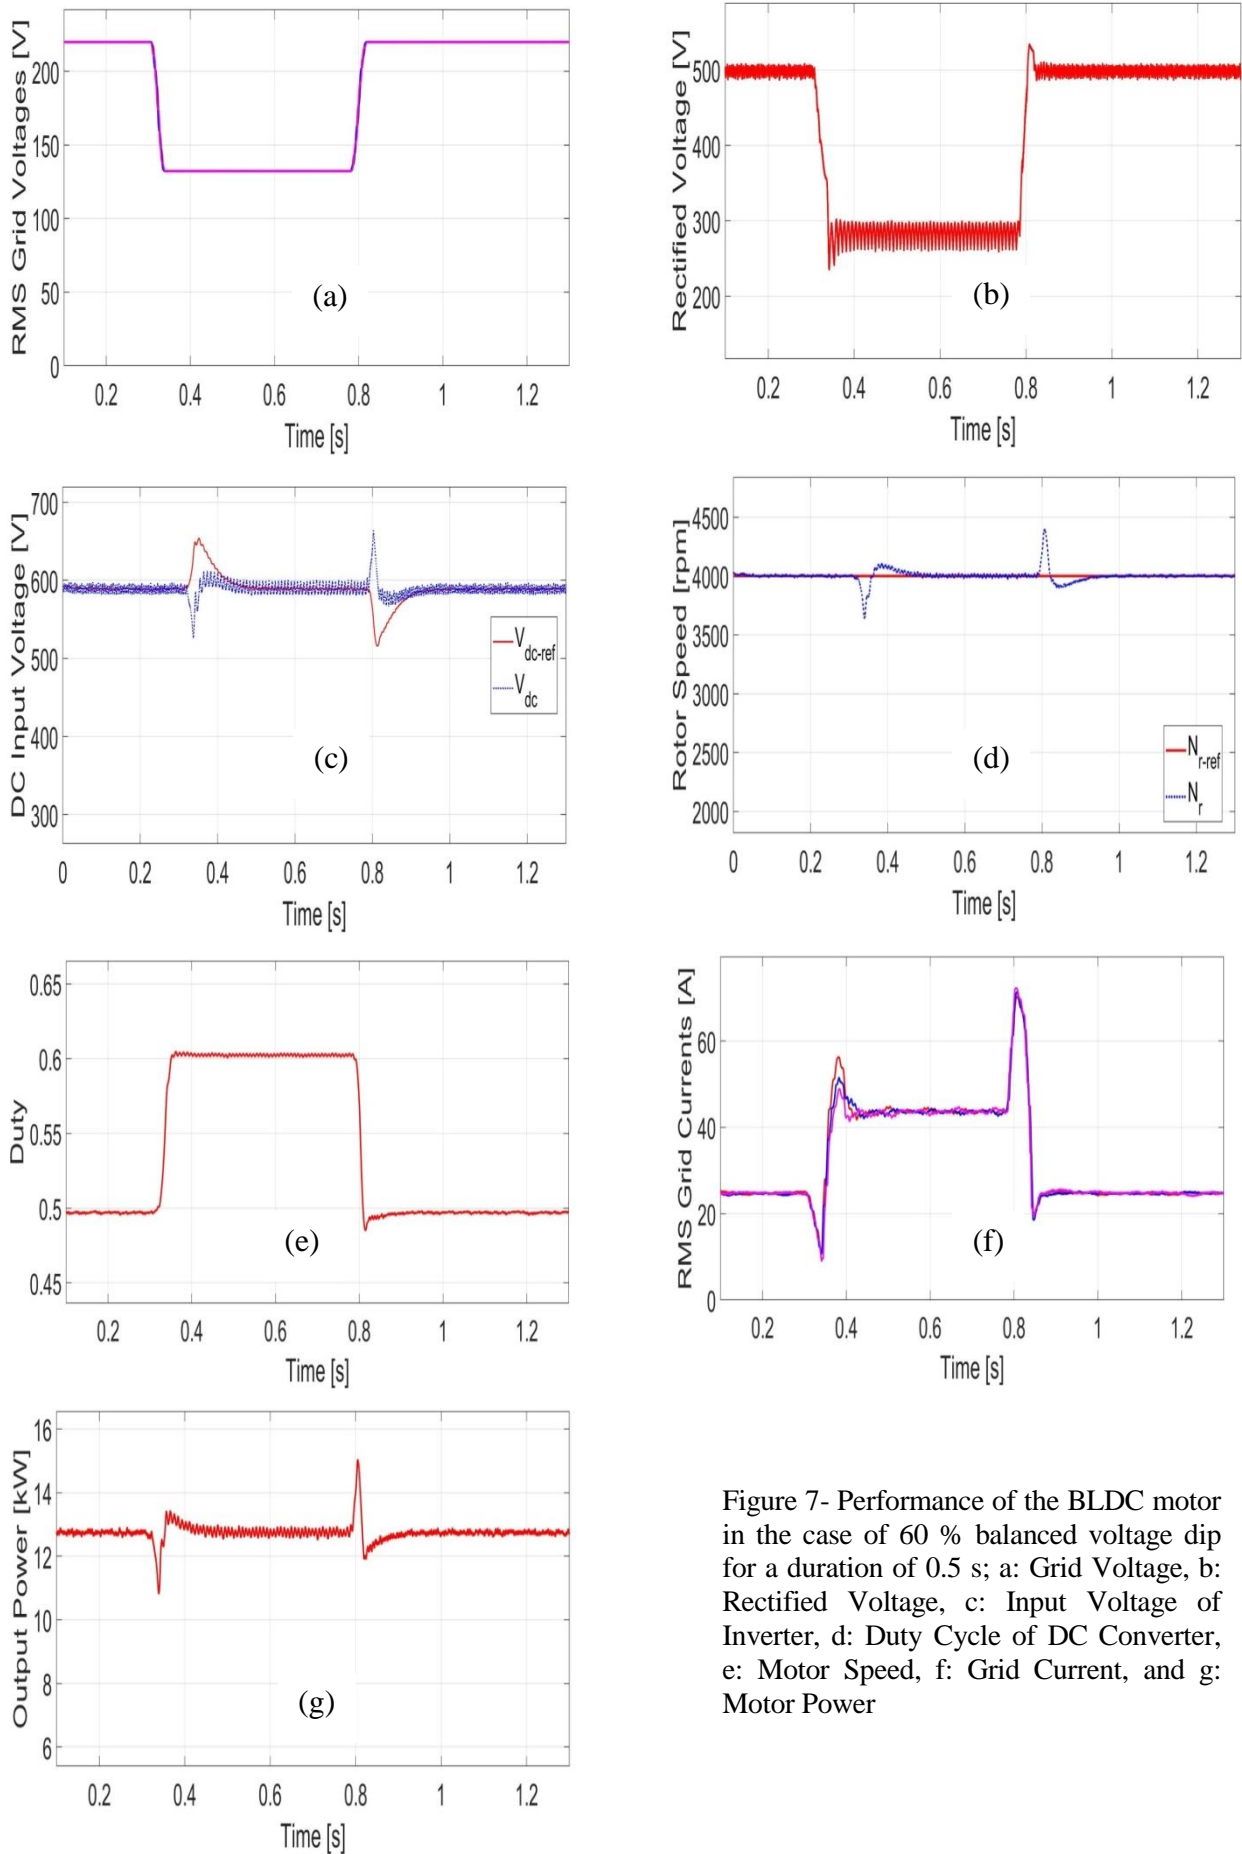 RMS Grid Voltages [V]
200
150
100
50
0
(a)
0.2 0.4 0.6 0.8 1 1.2
Time [s]
Rectified Voltage [V]
500
400
300
200
(b)
0.2 0.4 0.6 0.8 1 1.2
Time [s]
DC Input Voltage [V]
700
600
500
400
300
V dc-ref
V dc
(c)
0 0.2 0.4 0.6 0.8 1 1.2
Time [s]
Rotor Speed [rpm]
4500
4000
3500
3000
2500
2000
N r-ref
N r
(d)
0 0.2 0.4 0.6 0.8 1 1.2
Time [s]
Duty
0.65
0.6
0.55
0.5
0.45
(e)
0.2 0.4 0.6 0.8 1 1.2
Time [s]
RMS Grid Currents [A]
60
40
20
0
(f)
0.2 0.4 0.6 0.8 1 1.2
Time [s]
Output Power [kW]
16
14
12
10
8
6
(g)
0.2 0.4 0.6 0.8 1 1.2
Time [s]
Figure 7- Performance of the BLDC motor
in the case of 60 % balanced voltage dip
for a duration of 0.5 s; a: Grid Voltage, b:
Rectified Voltage, c: Input Voltage of
Inverter, d: Duty Cycle of DC Converter,
e: Motor Speed, f: Grid Current, and g:
Motor Power